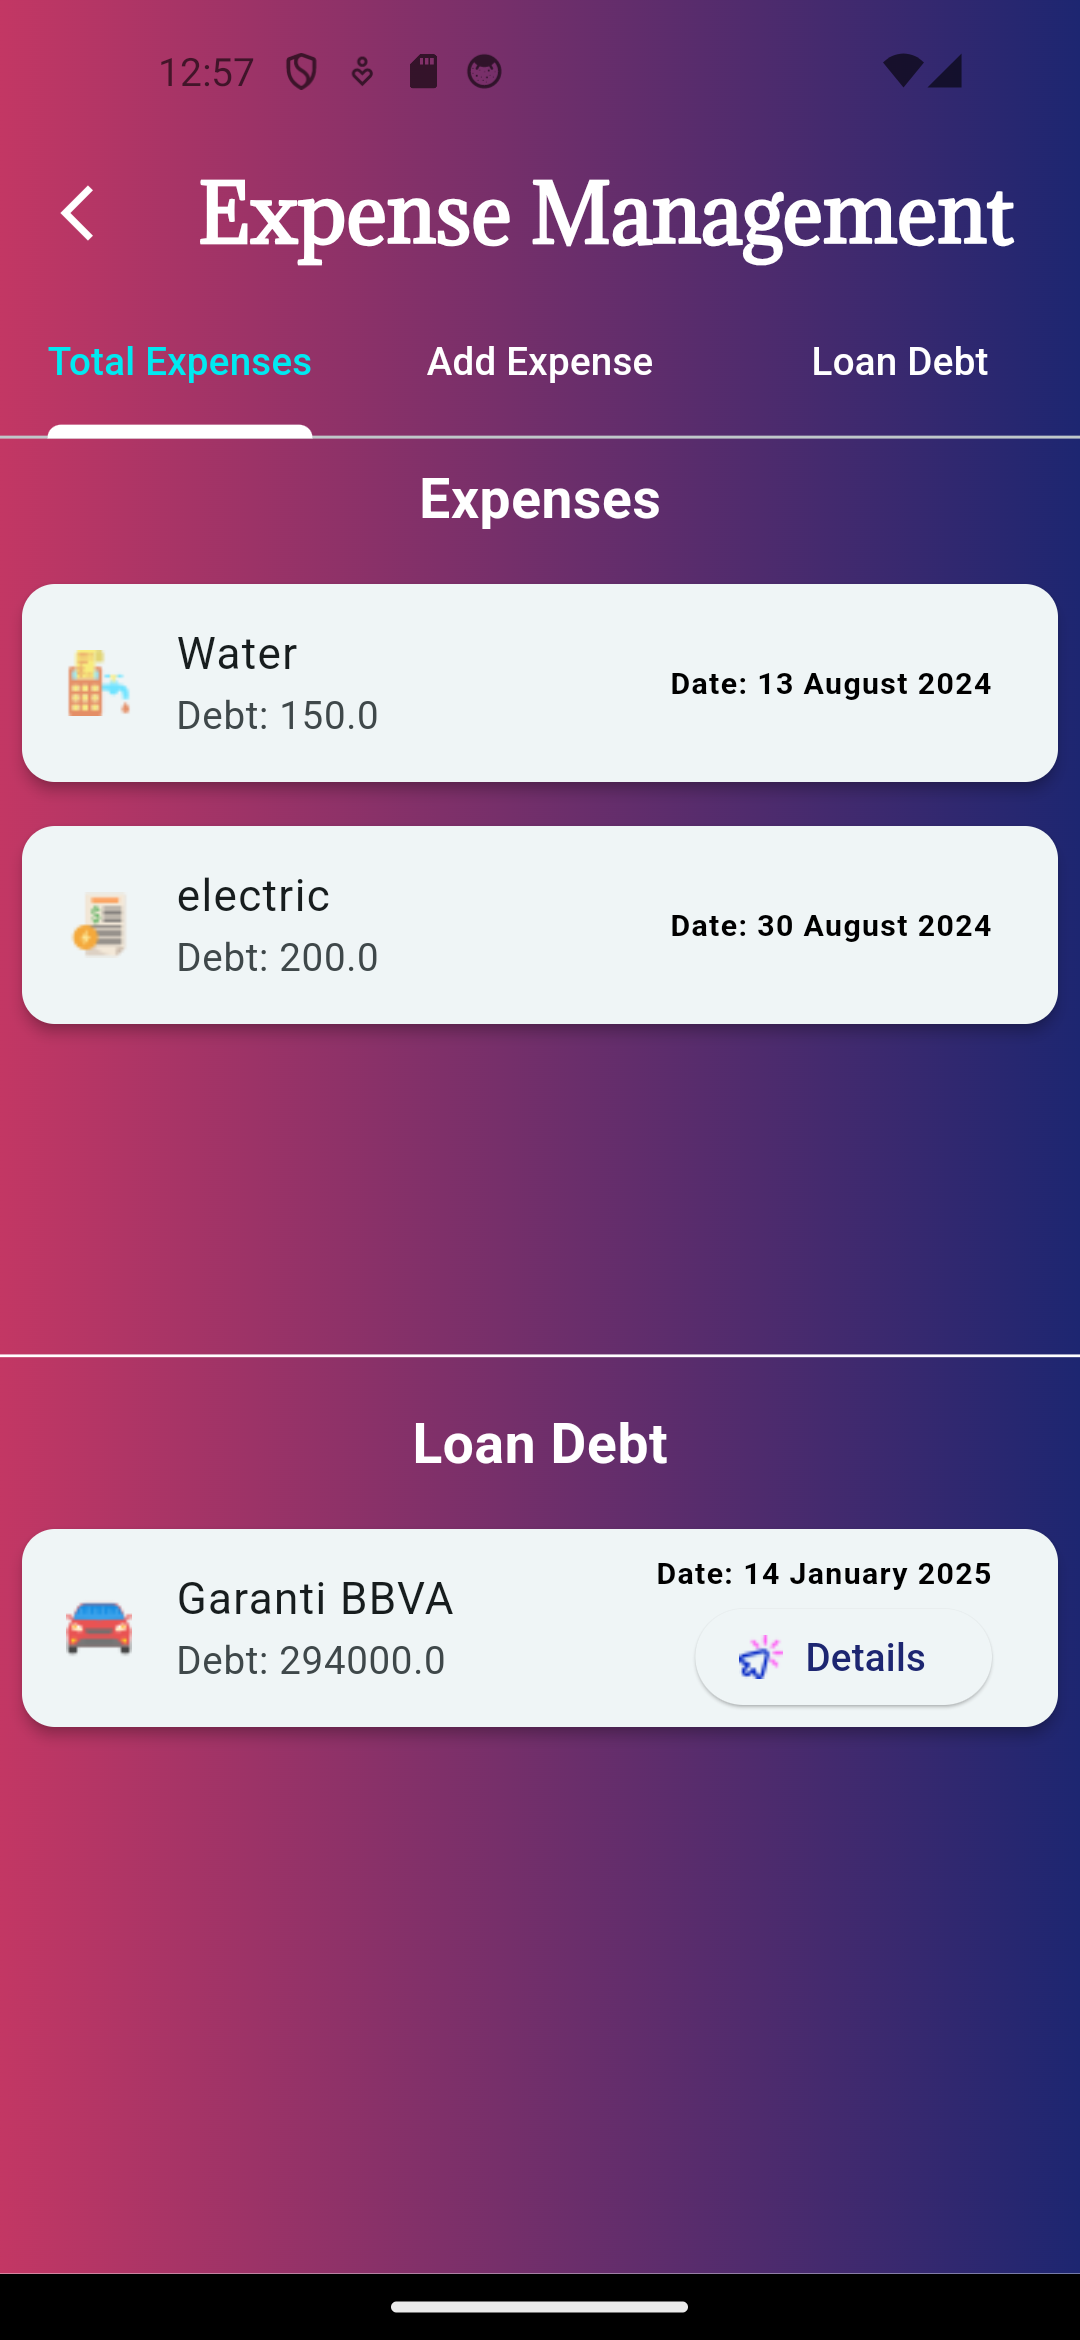 12:57
Expense Management
Total Expenses
Add Expense
Loan Debt
Expenses
Water
Debt: 150.0
Date: 13 August 2024
electric
Debt: 200.0
Date: 30 August 2024
Loan Debt
Garanti BBVA
Debt: 294000.0
Date: 14 January 2025
Details